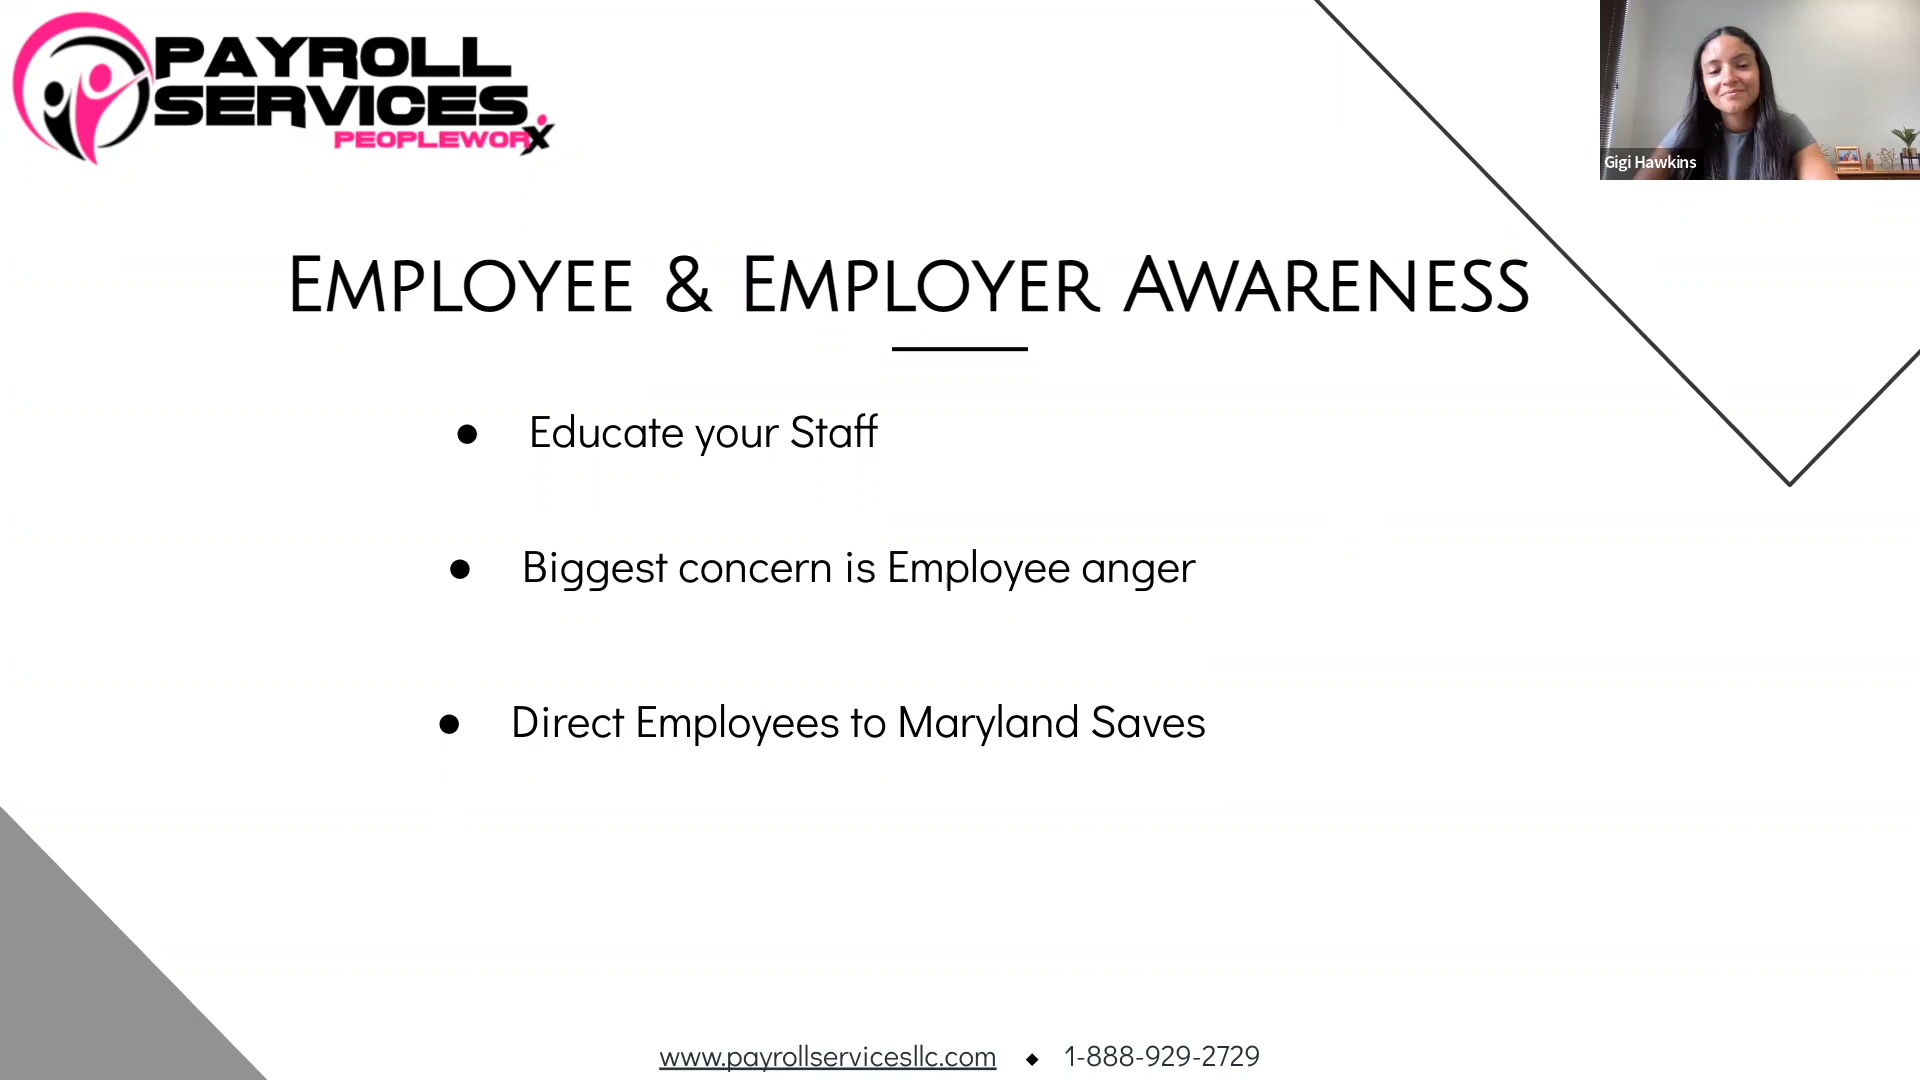 PAYROLL
SERVICES
PEOPLEWORX
Gigi Hawkins
EMPLOYEE & EMPLOYER AWARENESS
● Educate your Staff
● Biggest concern is Employee anger
● Direct Employees to Maryland Saves
www.payrollservicesllc.com ◆ 1-888-929-2729